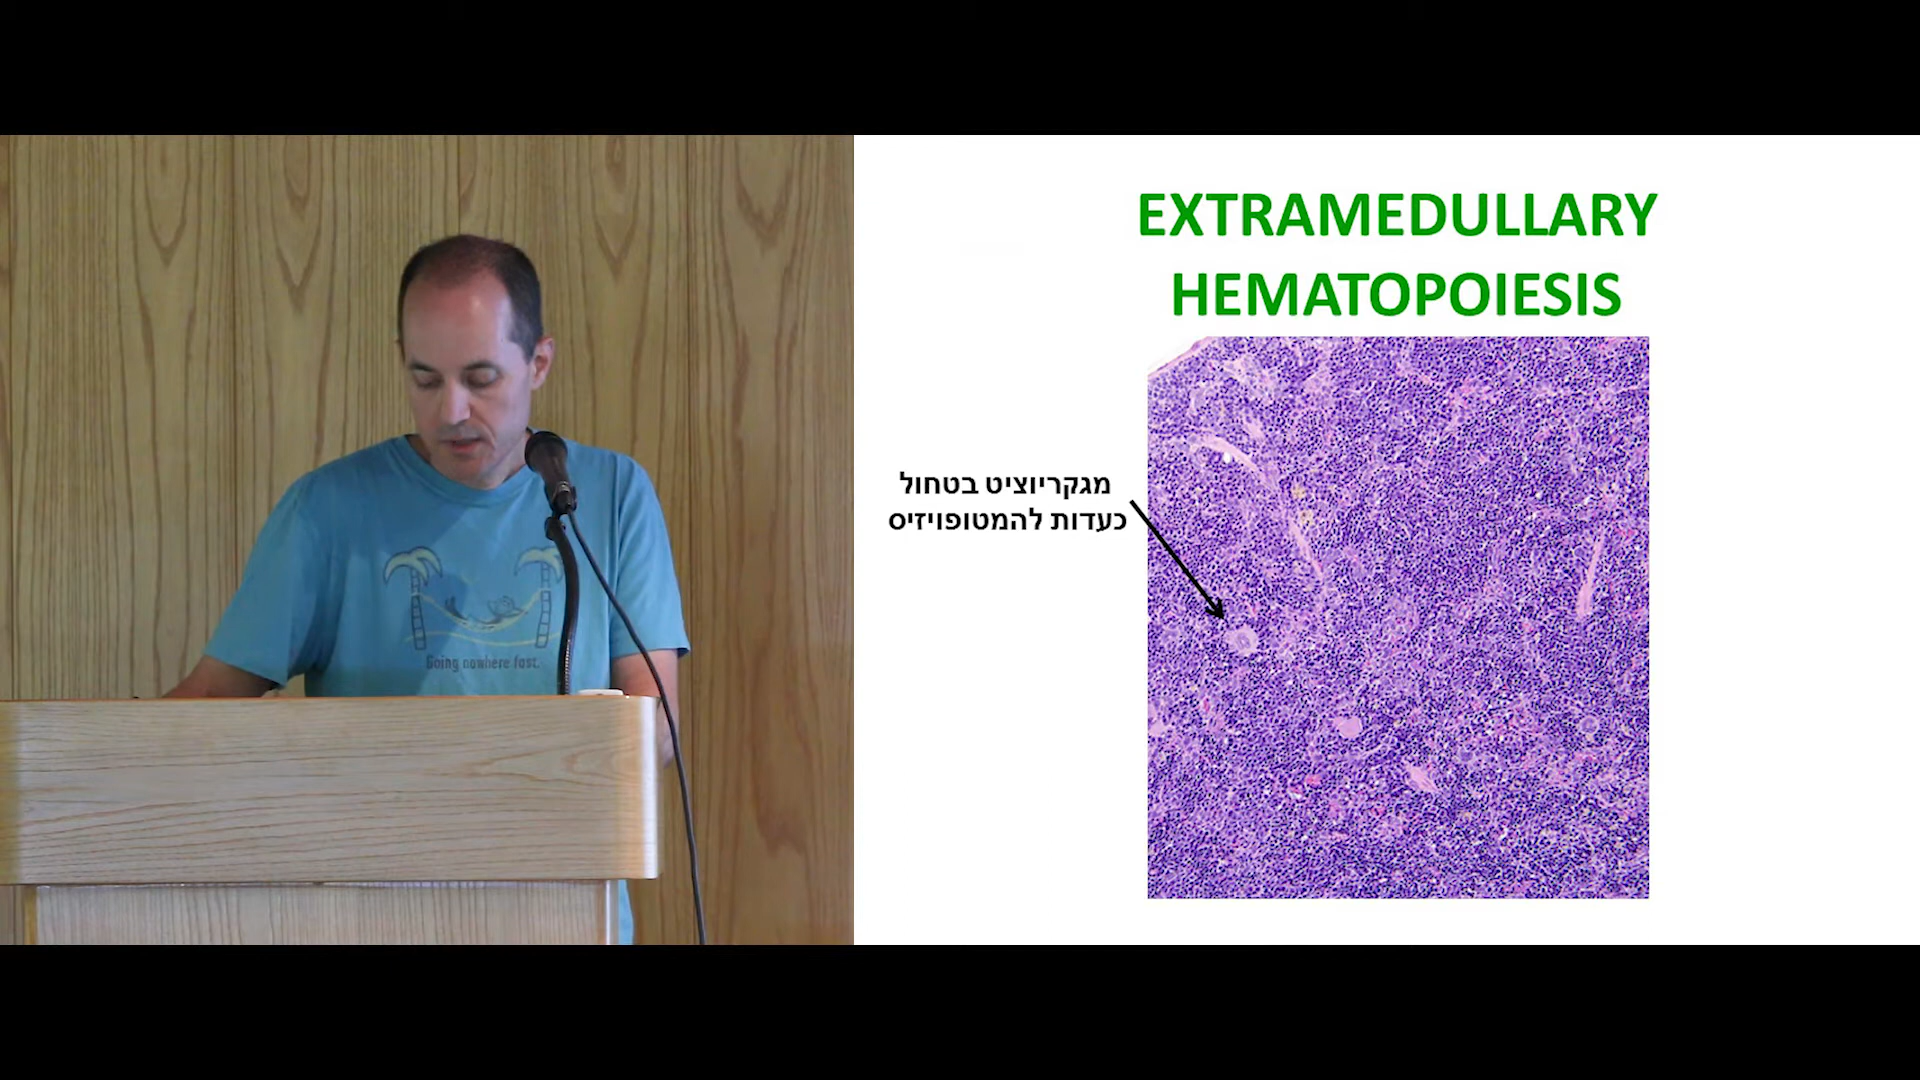 EXTRAMEDULLARY
HEMATOPOIESIS
מגקריוציט בטחול
כעדות להמטופויזיס
Going nowhere fast.